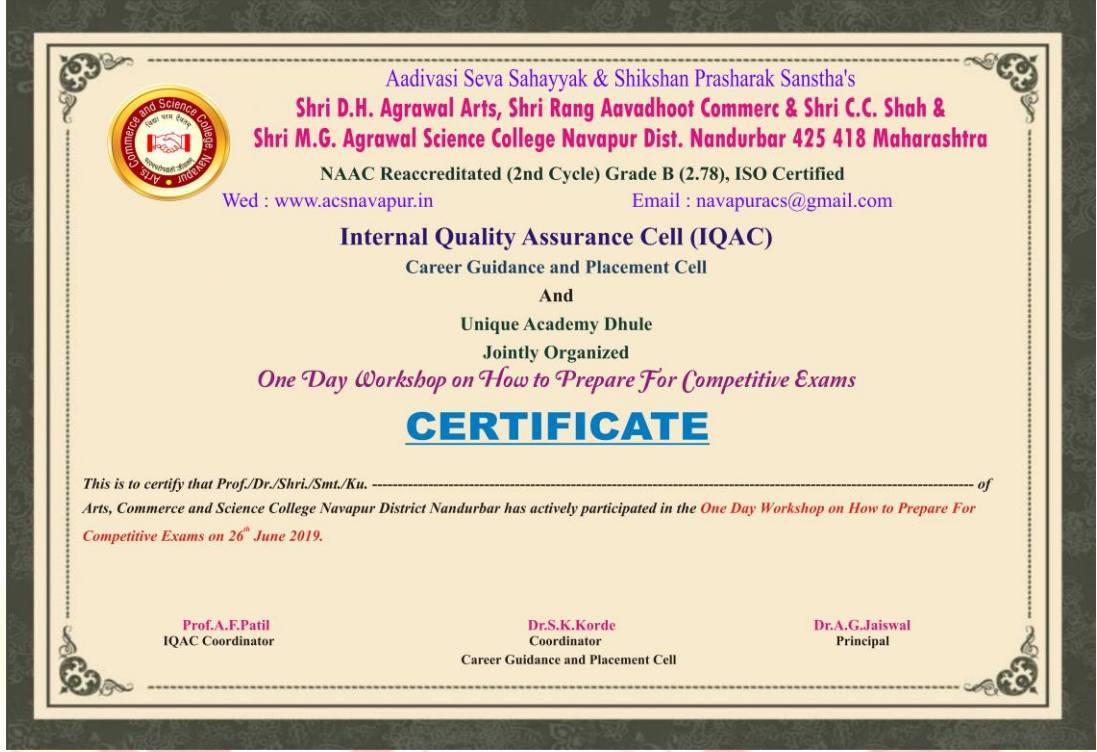 Aadivasi Seva Sahayyak & Shikshan Prasharak Sanstha's
Shri D.H. Agrawal Arts, Shri Rang Aavadhoot Commerc & Shri C.C. Shah &
Shri M.G. Agrawal Science College Navapur Dist. Nandurbar 425 418 Maharashtra
Arts, Commerce and Science College, Navapur
NAAC Reaccreditated (2nd Cycle) Grade B (2.78), ISO Certified
Wed : www.acsnavapur.in Email : navapuracs@gmail.com
Internal Quality Assurance Cell (IQAC)
Career Guidance and Placement Cell
And
Unique Academy Dhule
Jointly Organized
One Day Workshop on How to Prepare For Competitive Exams
CERTIFICATE
This is to certify that Prof./Dr./Shri./Smt./Ku. ---------- of
Arts, Commerce and Science College Navapur District Nandurbar has actively participated in the One Day Workshop on How to Prepare For
Competitive Exams on 26th June 2019.
Prof.A.F.Patil Dr.S.K.Korde Dr.A.G.Jaiswal
IQAC Coordinator Coordinator Principal
Career Guidance and Placement Cell